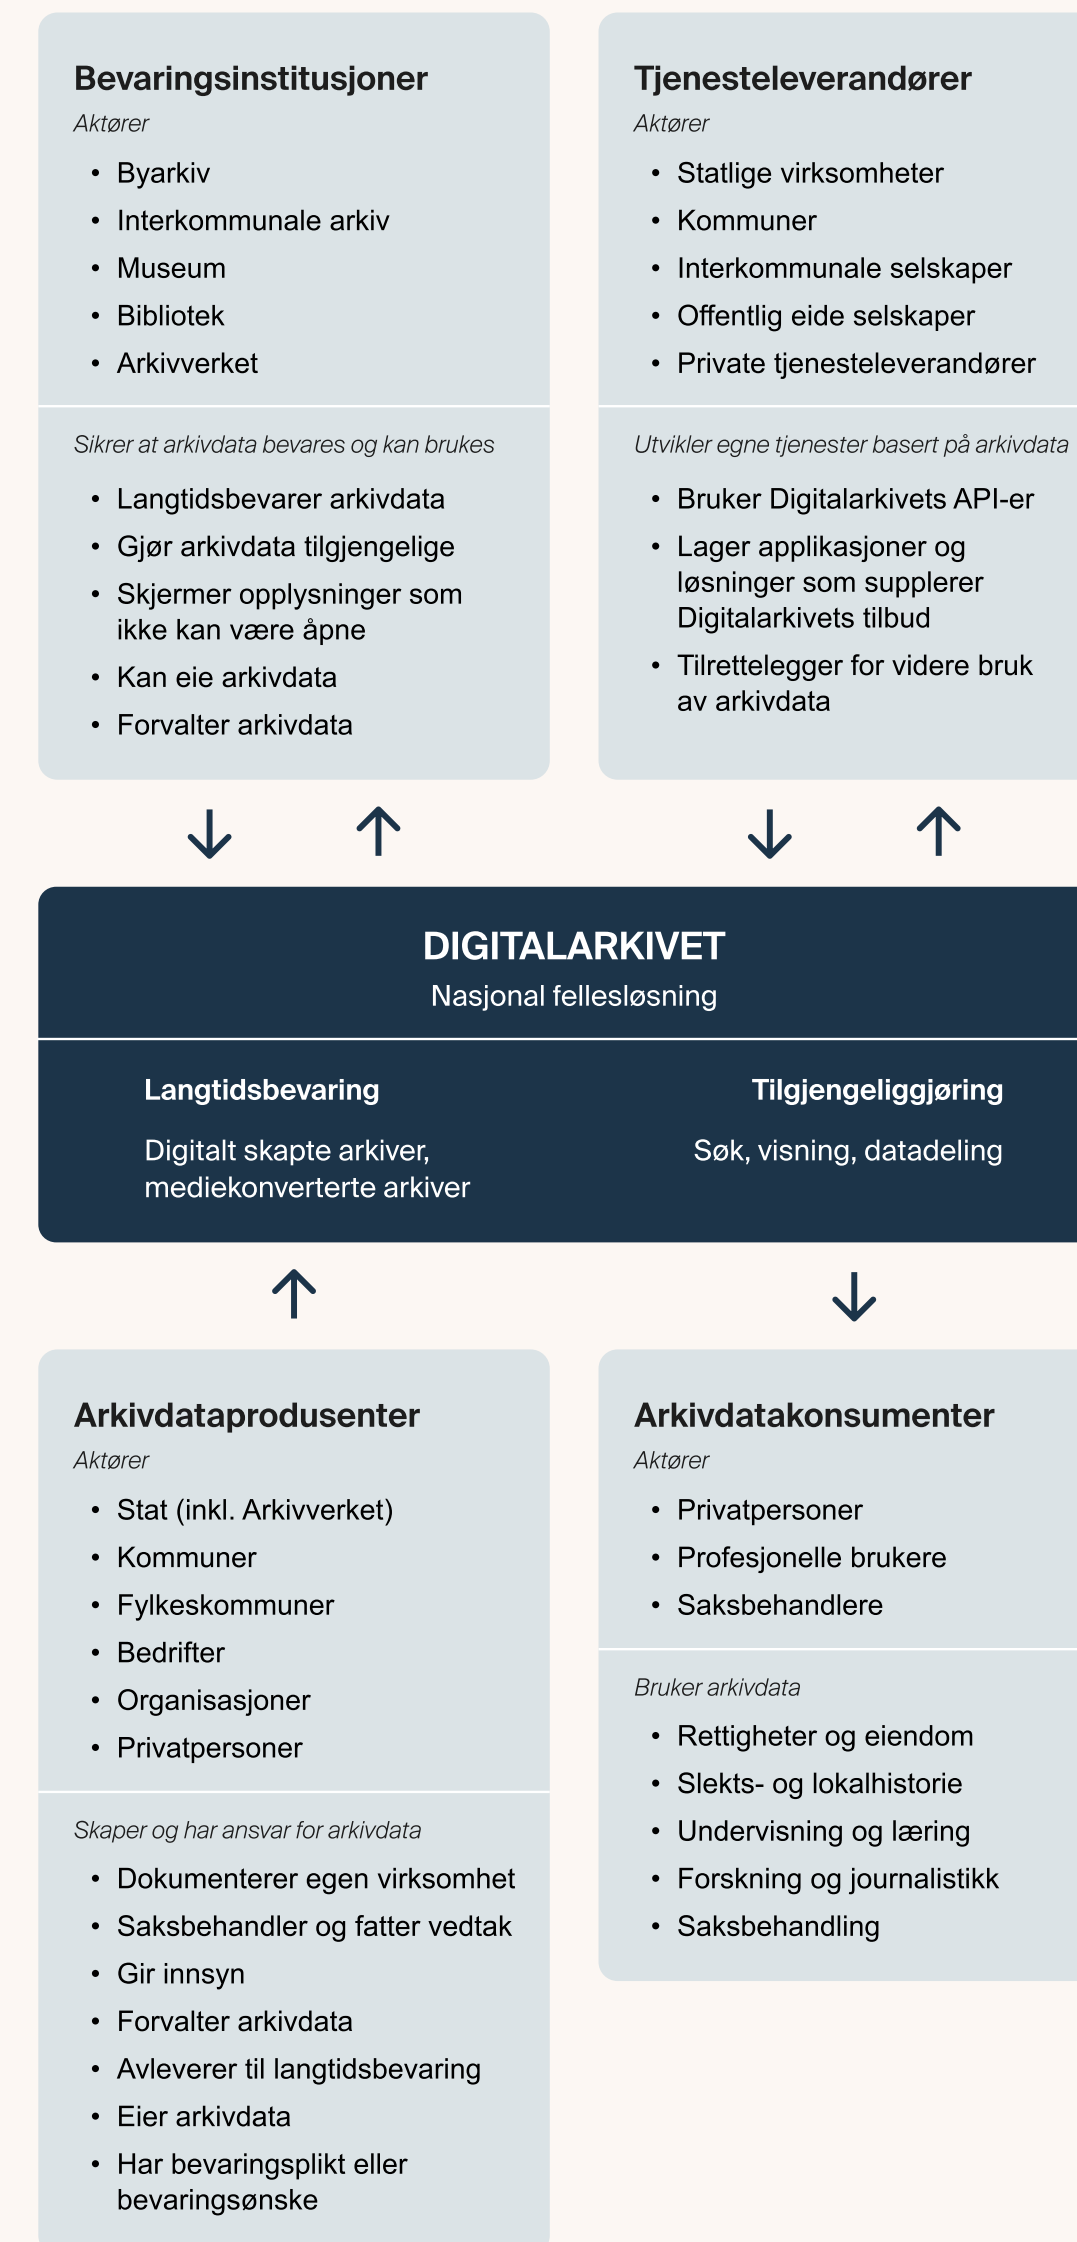 Bevaringsinstitusjoner
Aktører
• Byarkiv
• Interkommunale arkiv
• Museum
• Bibliotek
• Arkivverket
Sikrer at arkivdata bevares og kan brukes
• Langtidsbevarer arkivdata
• Gjør arkivdata tilgjengelige
• Skjermer opplysninger som
ikke kan være åpne
• Kan eie arkivdata
• Forvalter arkivdata
Tjenesteleverandører
Aktører
• Statlige virksomheter
• Kommuner
• Interkommunale selskaper
• Offentlig eide selskaper
• Private tjenesteleverandører
Utvikler egne tjenester basert på arkivdata
• Bruker Digitalarkivets API-er
• Lager applikasjoner og
løsninger som supplerer
Digitalarkivets tilbud
• Tilrettelegger for videre bruk
av arkivdata
DIGITALARKIVET
Nasjonal fellesløsning
Langtidsbevaring
Digitalt skapte arkiver,
mediekonverterte arkiver
Tilgjengeliggjøring
Søk, visning, datadeling
Arkivdataprodusenter
Aktører
• Stat (inkl. Arkivverket)
• Kommuner
• Fylkeskommuner
• Bedrifter
• Organisasjoner
• Privatpersoner
Skaper og har ansvar for arkivdata
• Dokumenterer egen virksomhet
• Saksbehandler og fatter vedtak
• Gir innsyn
• Forvalter arkivdata
• Avleverer til langtidsbevaring
• Eier arkivdata
• Har bevaringsplikt eller
bevaringsønske
Arkivdatakonsumenter
Aktører
• Privatpersoner
• Profesjonelle brukere
• Saksbehandlere
Bruker arkivdata
• Rettigheter og eiendom
• Slekts- og lokalhistorie
• Undervisning og læring
• Forskning og journalistikk
• Saksbehandling